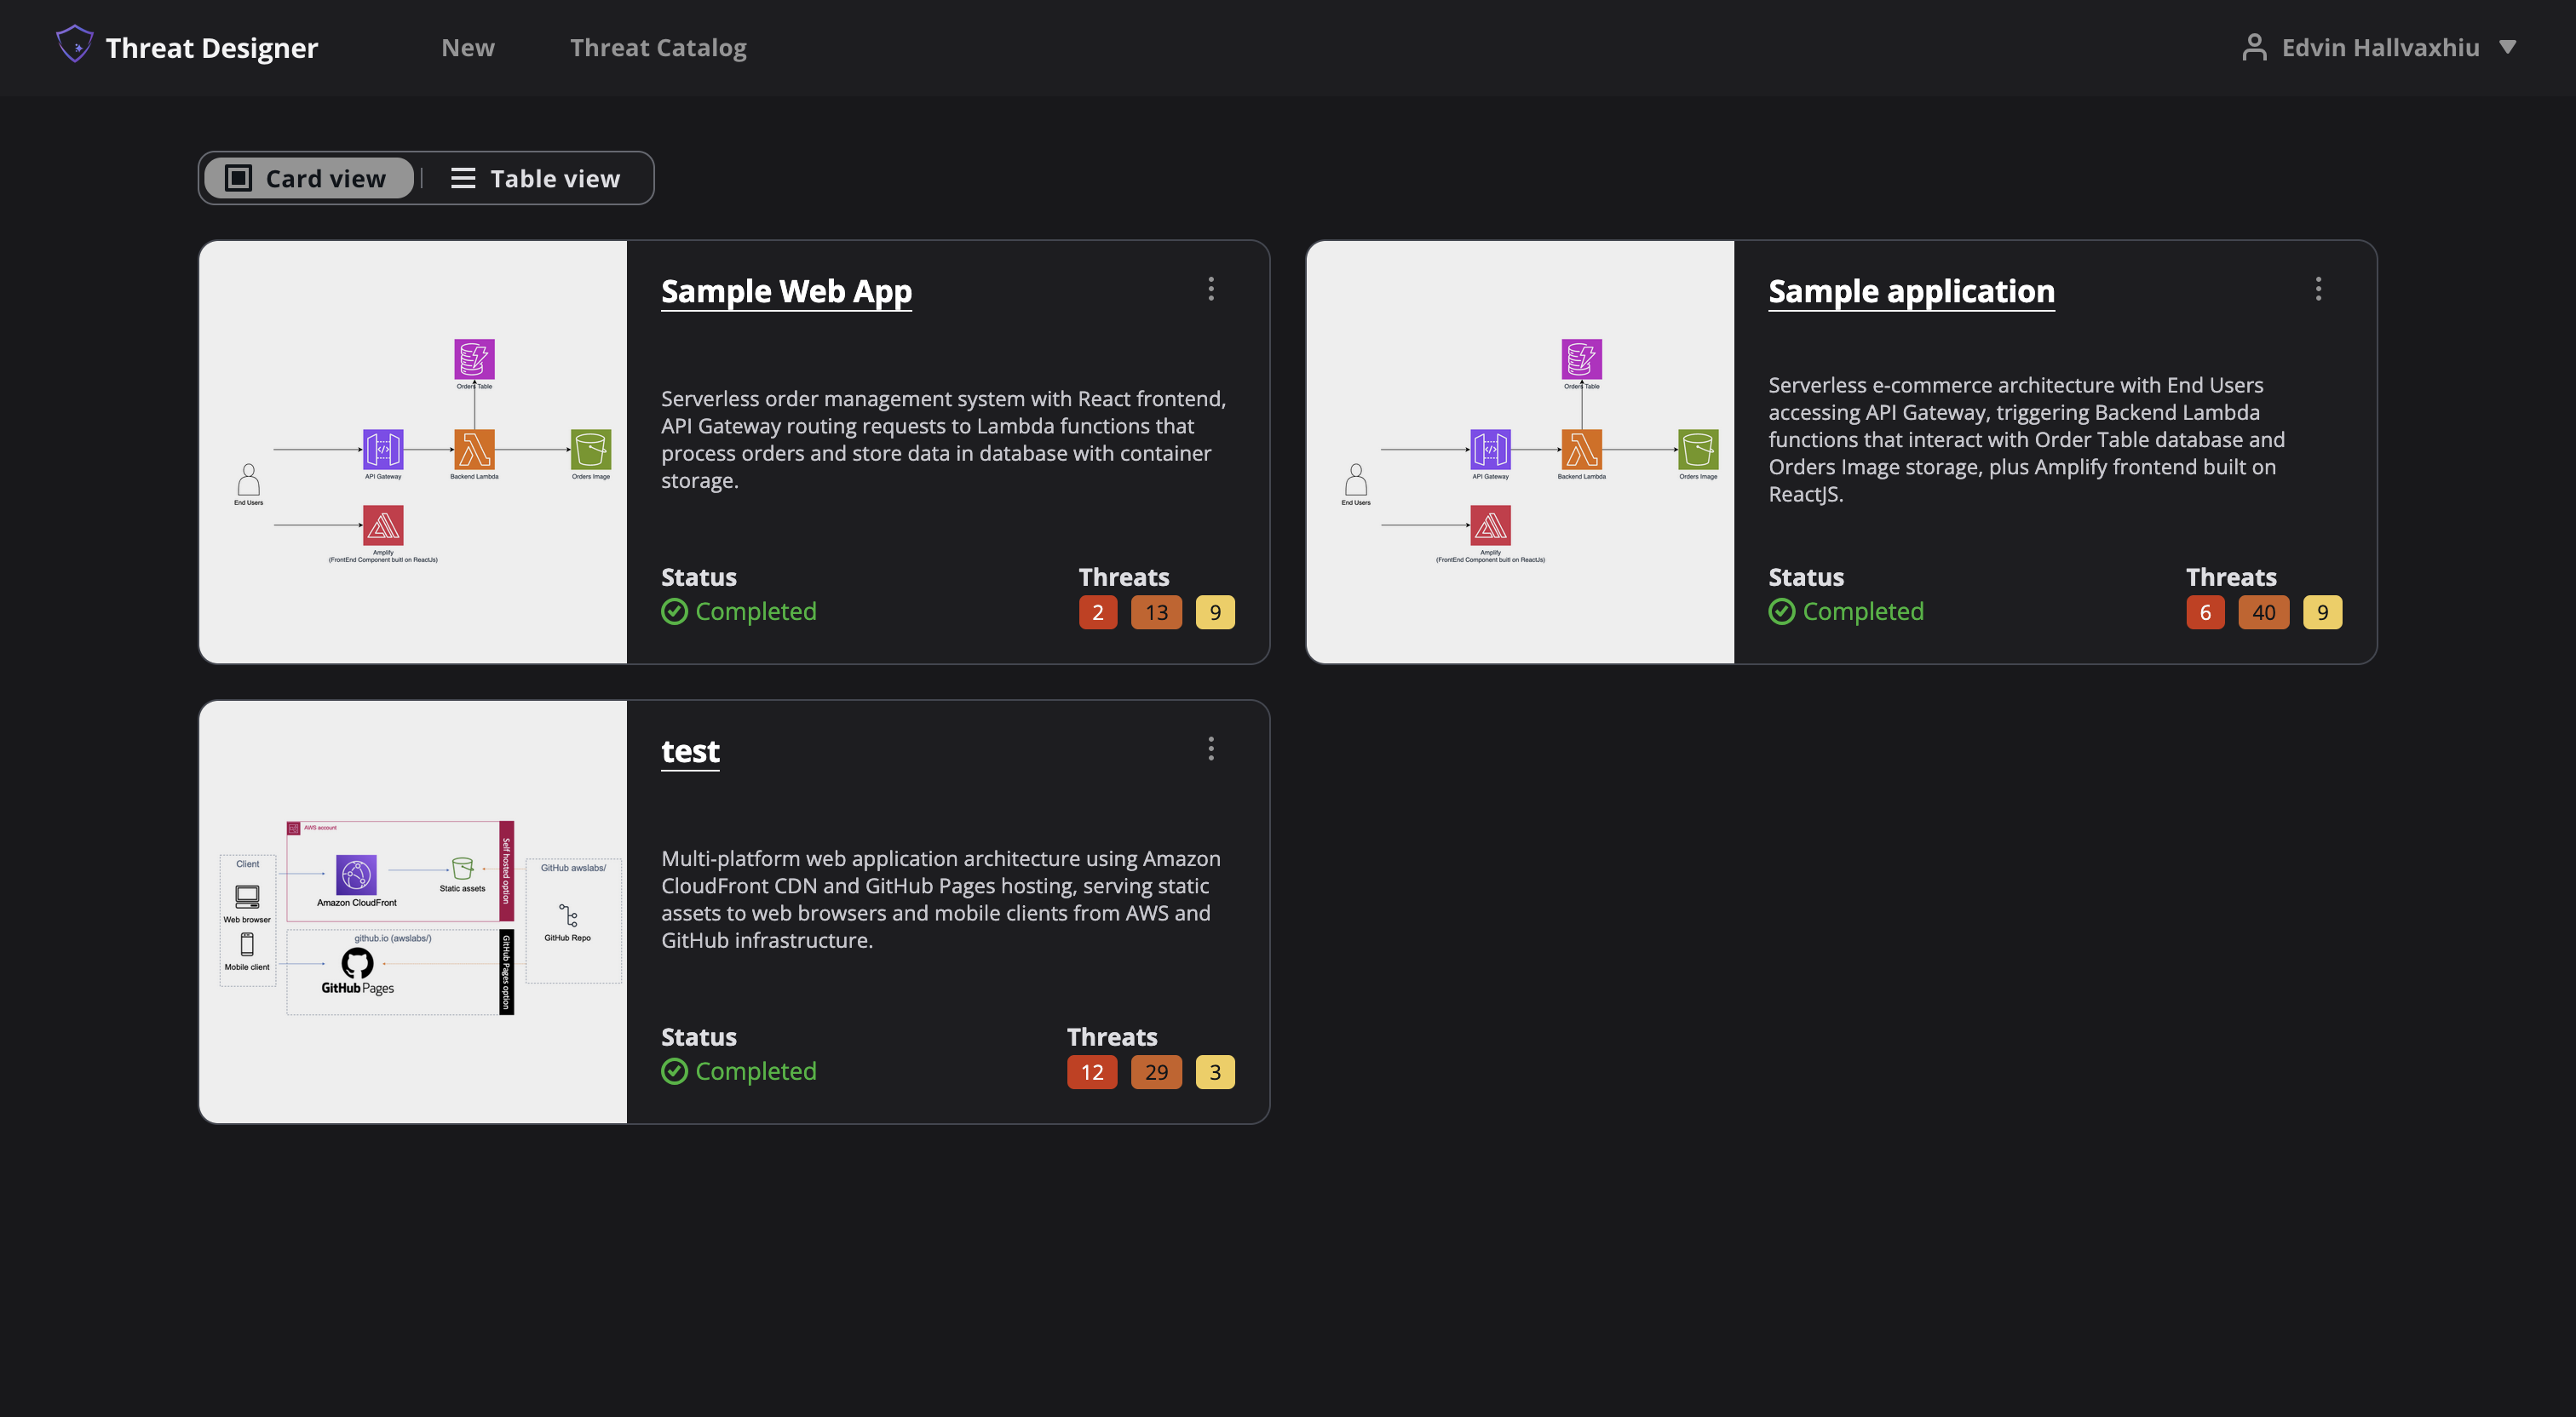 Threat Designer
New
Threat Catalog
Edvin Hallvaxhiu
Card view
Table view
Orders Table
API Gateway
Backend Lambda
Orders Image
End Users
Amplify
(FrontEnd Component buitl on ReactJs)
Sample Web App
Serverless order management system with React frontend,
API Gateway routing requests to Lambda functions that
process orders and store data in database with container
storage.
Status
Completed
Threats
2 13 9
Orders Table
API Gateway
Backend Lambda
Orders Image
End Users
Amplify
(FrontEnd Component buitl on ReactJs)
Sample application
Serverless e-commerce architecture with End Users
accessing API Gateway, triggering Backend Lambda
functions that interact with Order Table database and
Orders Image storage, plus Amplify frontend built on
ReactJS.
Status
Completed
Threats
6 40 9
AWS account
Client
Web browser
Mobile client
Amazon CloudFront
Static assets
Self hosted option
GitHub awslabs/
GitHub Repo
github.io (awslabs/)
GitHub Pages
GitHub Pages option
test
Multi-platform web application architecture using Amazon
CloudFront CDN and GitHub Pages hosting, serving static
assets to web browsers and mobile clients from AWS and
GitHub infrastructure.
Status
Completed
Threats
12 29 3